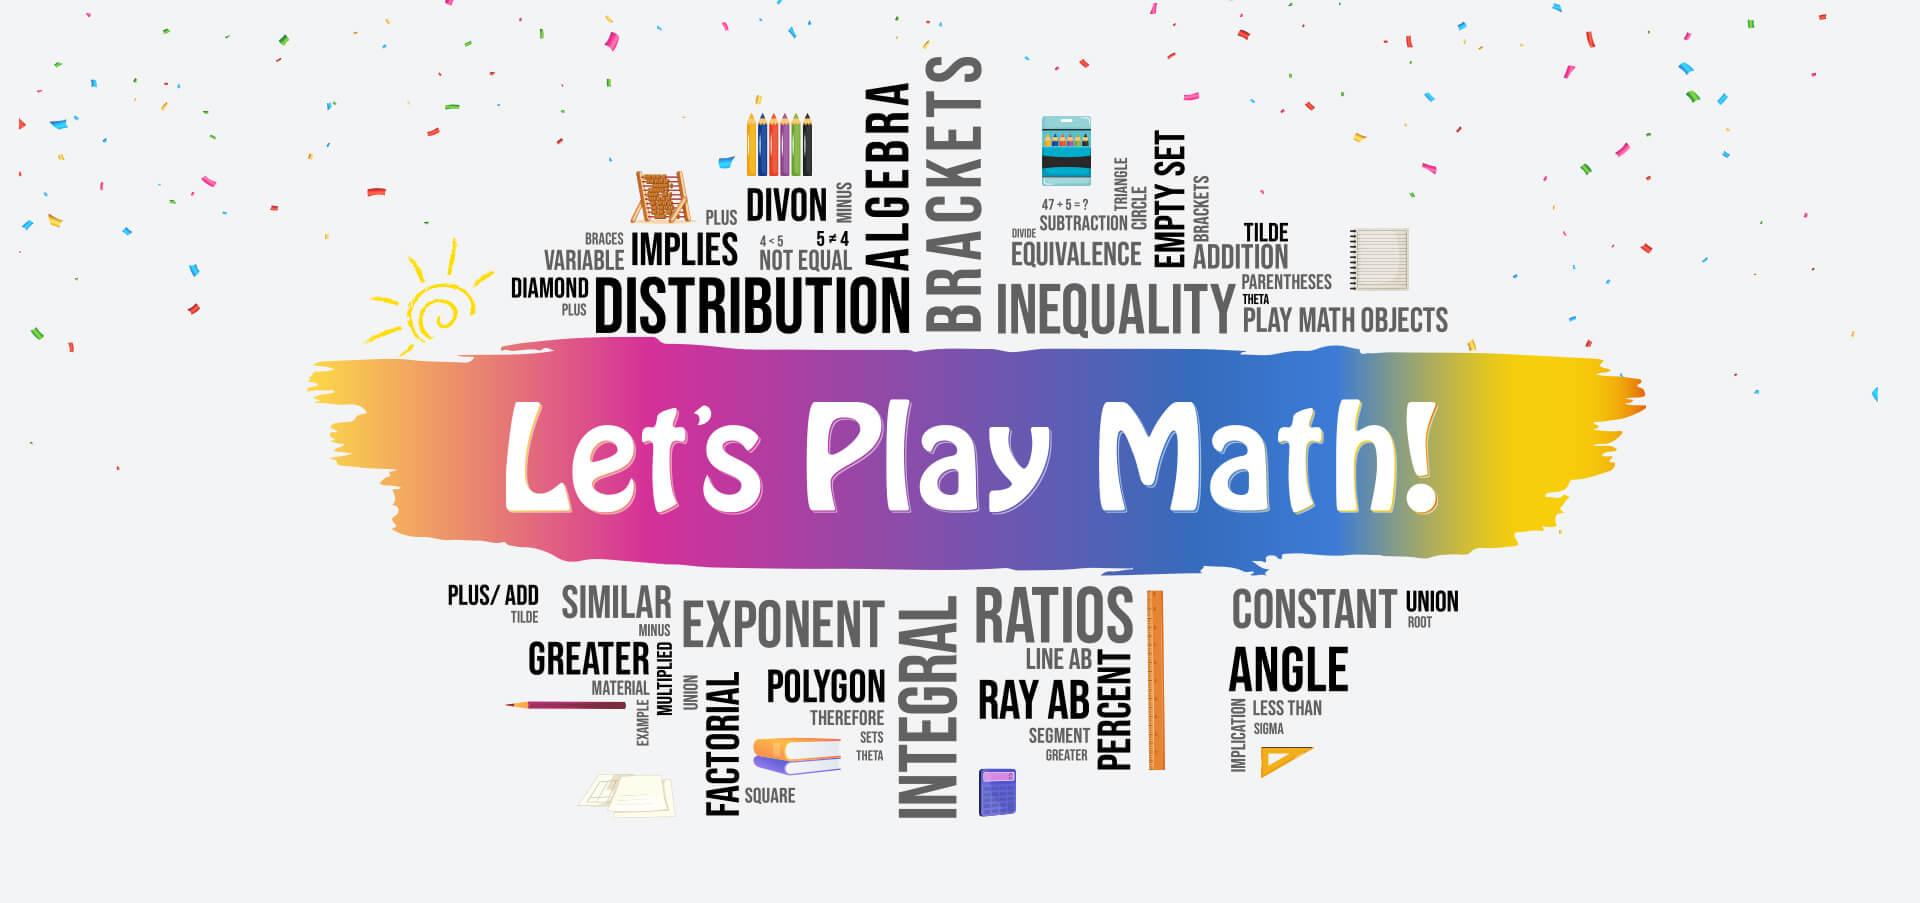 BRACKETS
ALGEBRA
TRIANGLE
EMPTY SET
CIRCLE
BRACKETS
PLUS
DIVON
MINUS
47 + 5 = ?
SUBTRACTION
BRACES
VARIABLE
IMPLIES
4 < 5
5 ≠ 4
NOT EQUAL
DIVIDE
EQUIVALENCE
TILDE
ADDITION
DIAMOND
PLUS
DISTRIBUTION
INEQUALITY
PARENTHESES
THETA
PLAY MATH OBJECTS
Let's Play Math!
PLUS/ ADD
TILDE
SIMILAR
MINUS
EXPONENT
INTEGRAL
RATIOS
CONSTANT
UNION
ROOT
GREATER
MATERIAL
EXAMPLE
MULTIPLIED
UNION
FACTORIAL
POLYGON
THEREFORE
SETS
THETA
SQUARE
LINE AB
RAY AB
SEGMENT
GREATER
PERCENT
ANGLE
IMPLICATION
LESS THAN
SIGMA